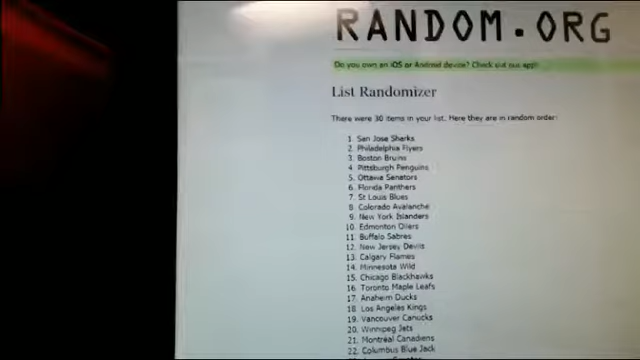 RANDOM.ORG
Do you own an iOS or Android device? Check out our app!
List Randomizer
There were 30 items in your list. Here they are in random order:
1. San Jose Sharks
2. Philadelphia Flyers
3. Boston Bruins
4. Pittsburgh Penguins
5. Ottawa Senators
6. Florida Panthers
7. St Louis Blues
8. Colorado Avalanche
9. New York Islanders
10. Edmonton Oilers
11. Buffalo Sabres
12. New Jersey Devils
13. Calgary Flames
14. Minnesota Wild
15. Chicago Blackhawks
16. Toronto Maple Leafs
17. Anaheim Ducks
18. Los Angeles Kings
19. Vancouver Canucks
20. Winnipeg Jets
21. Montreal Canadiens
22. Columbus Blue Jack